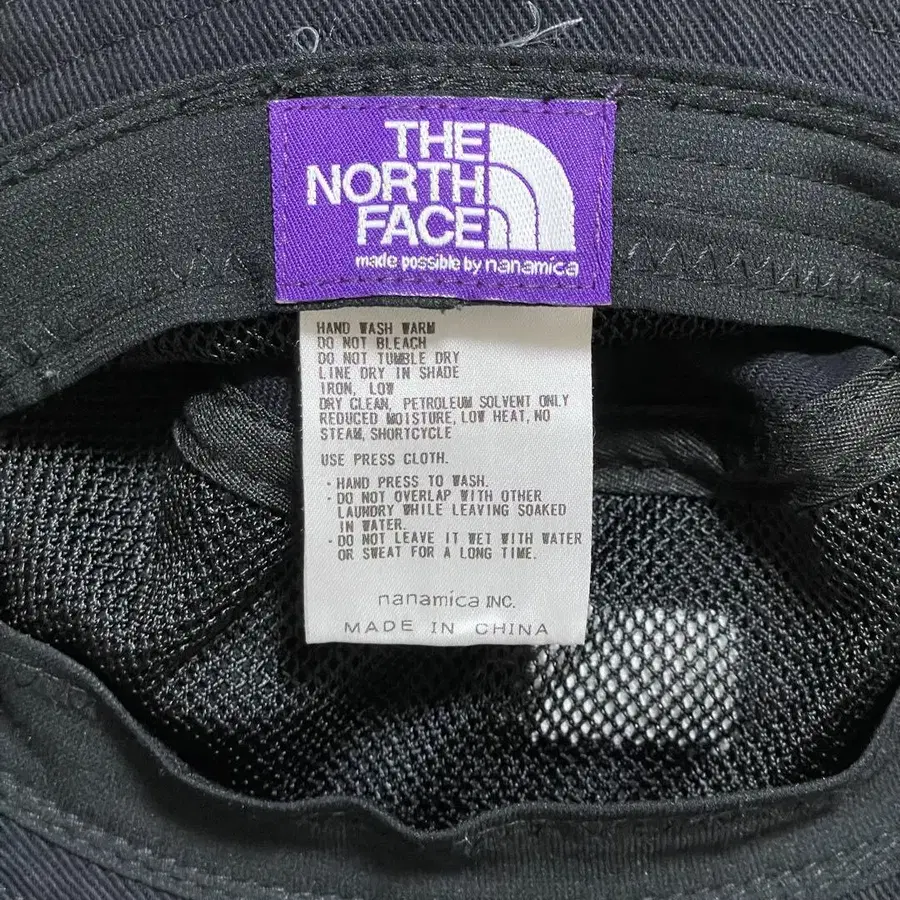 THE
NORTH
FACE
made possible by nanamica
HAND WASH WARM
DO NOT BLEACH
DO NOT TUMBLE DRY
LINE DRY IN SHADE
IRON, LOW
DRY CLEAN, PETROLEUM SOLVENT ONLY
REDUCED MOISTURE, LOW HEAT, NO
STEAM, SHORTCYCLE
USE PRESS CLOTH.
・HAND PRESS TO WASH.
・DO NOT OVERLAP WITH OTHER
LAUNDRY WHILE LEAVING SOAKED
IN WATER.
・DO NOT LEAVE IT WET WITH WATER
OR SWEAT FOR A LONG TIME.
nanamica INC.
MADE IN CHINA